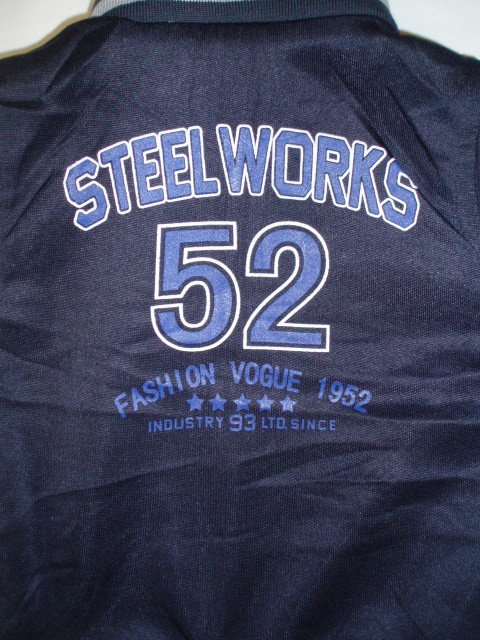 STEELWORKS
52
FASHION VOGUE 1952
INDUSTRY 93 LTD.SINCE